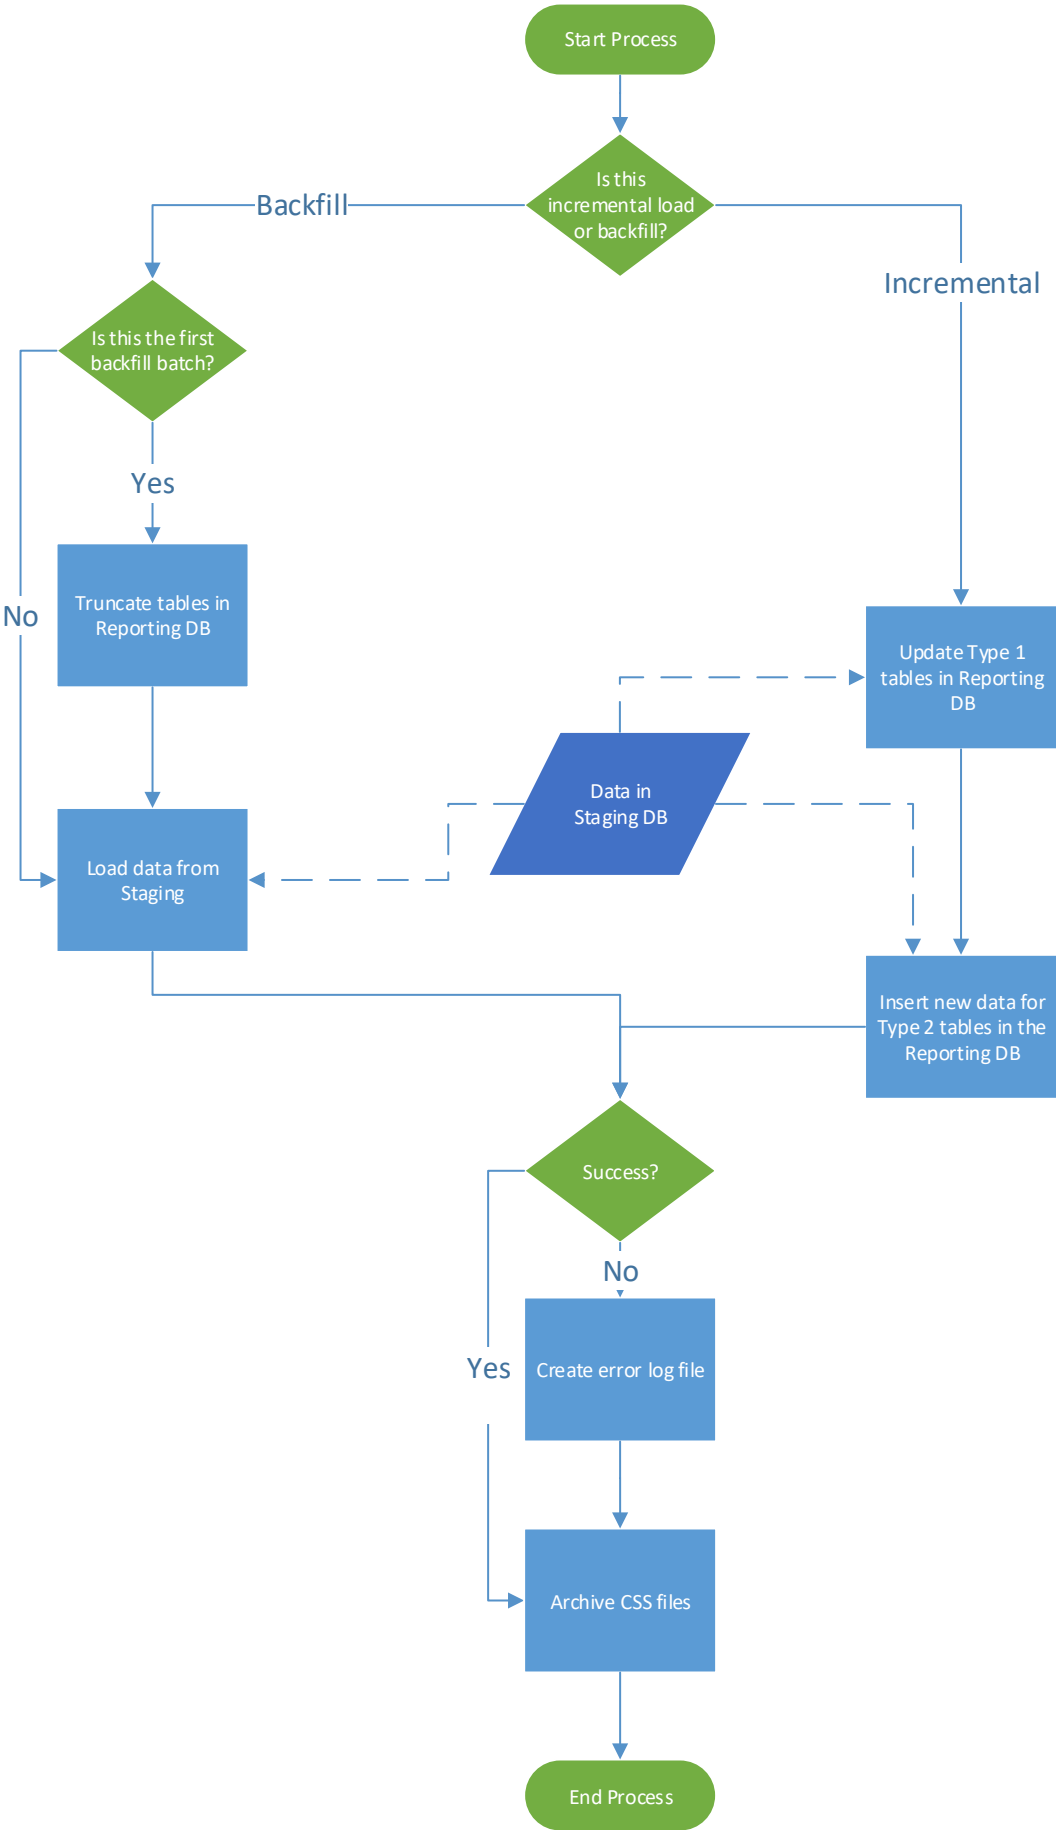 Start Process
Is this
incremental load
or backfill?
Backfill
Incremental
Is this the first
backfill batch?
Yes
No
Truncate tables in
Reporting DB
Update Type 1
tables in Reporting
DB
Data in
Staging DB
Load data from
Staging
Insert new data for
Type 2 tables in the
Reporting DB
Success?
No
Yes
Create error log file
Archive CSS files
End Process